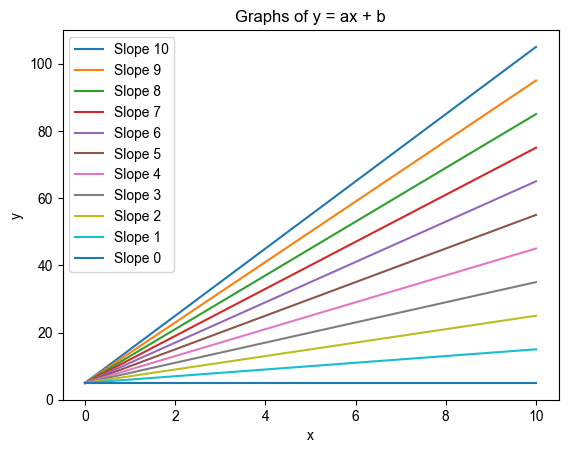 Graphs of y = ax + b
y
100
80
60
40
20
0
Slope 10
Slope 9
Slope 8
Slope 7
Slope 6
Slope 5
Slope 4
Slope 3
Slope 2
Slope 1
Slope 0
0 2 4 6 8 10
x